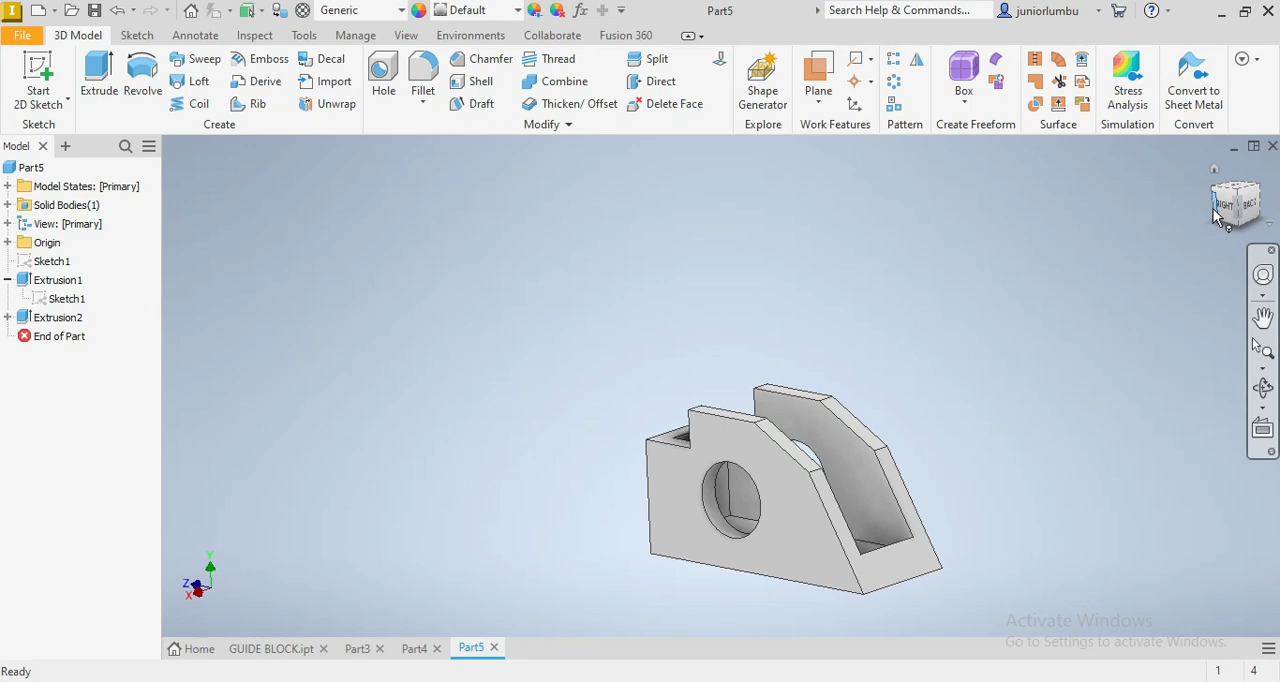 Generic Default Part5 Search Help & Commands... juniorlumbu
File 3D Model Sketch Annotate Inspect Tools Manage View Environments Collaborate Fusion 360
Start
2D Sketch
Extrude Revolve
Sweep Emboss Decal
Loft Derive Import
Coil Rib Unwrap
Hole Fillet
Chamfer Thread Split
Shell Combine Direct
Draft Thicken/ Offset Delete Face
Shape
Generator
Plane
Box
Stress
Analysis
Convert to
Sheet Metal
Sketch Create Modify Explore Work Features Pattern Create Freeform Surface Simulation Convert
Model
Part5
Model States: [Primary]
Solid Bodies(1)
View: [Primary]
Origin
Sketch1
Extrusion1
Sketch1
Extrusion2
End of Part
RIGHT BACK
Y
Z
X
Activate Windows
Go to Settings to activate Windows.
Home GUIDE BLOCK.ipt Part3 Part4 Part5
Ready 1 4